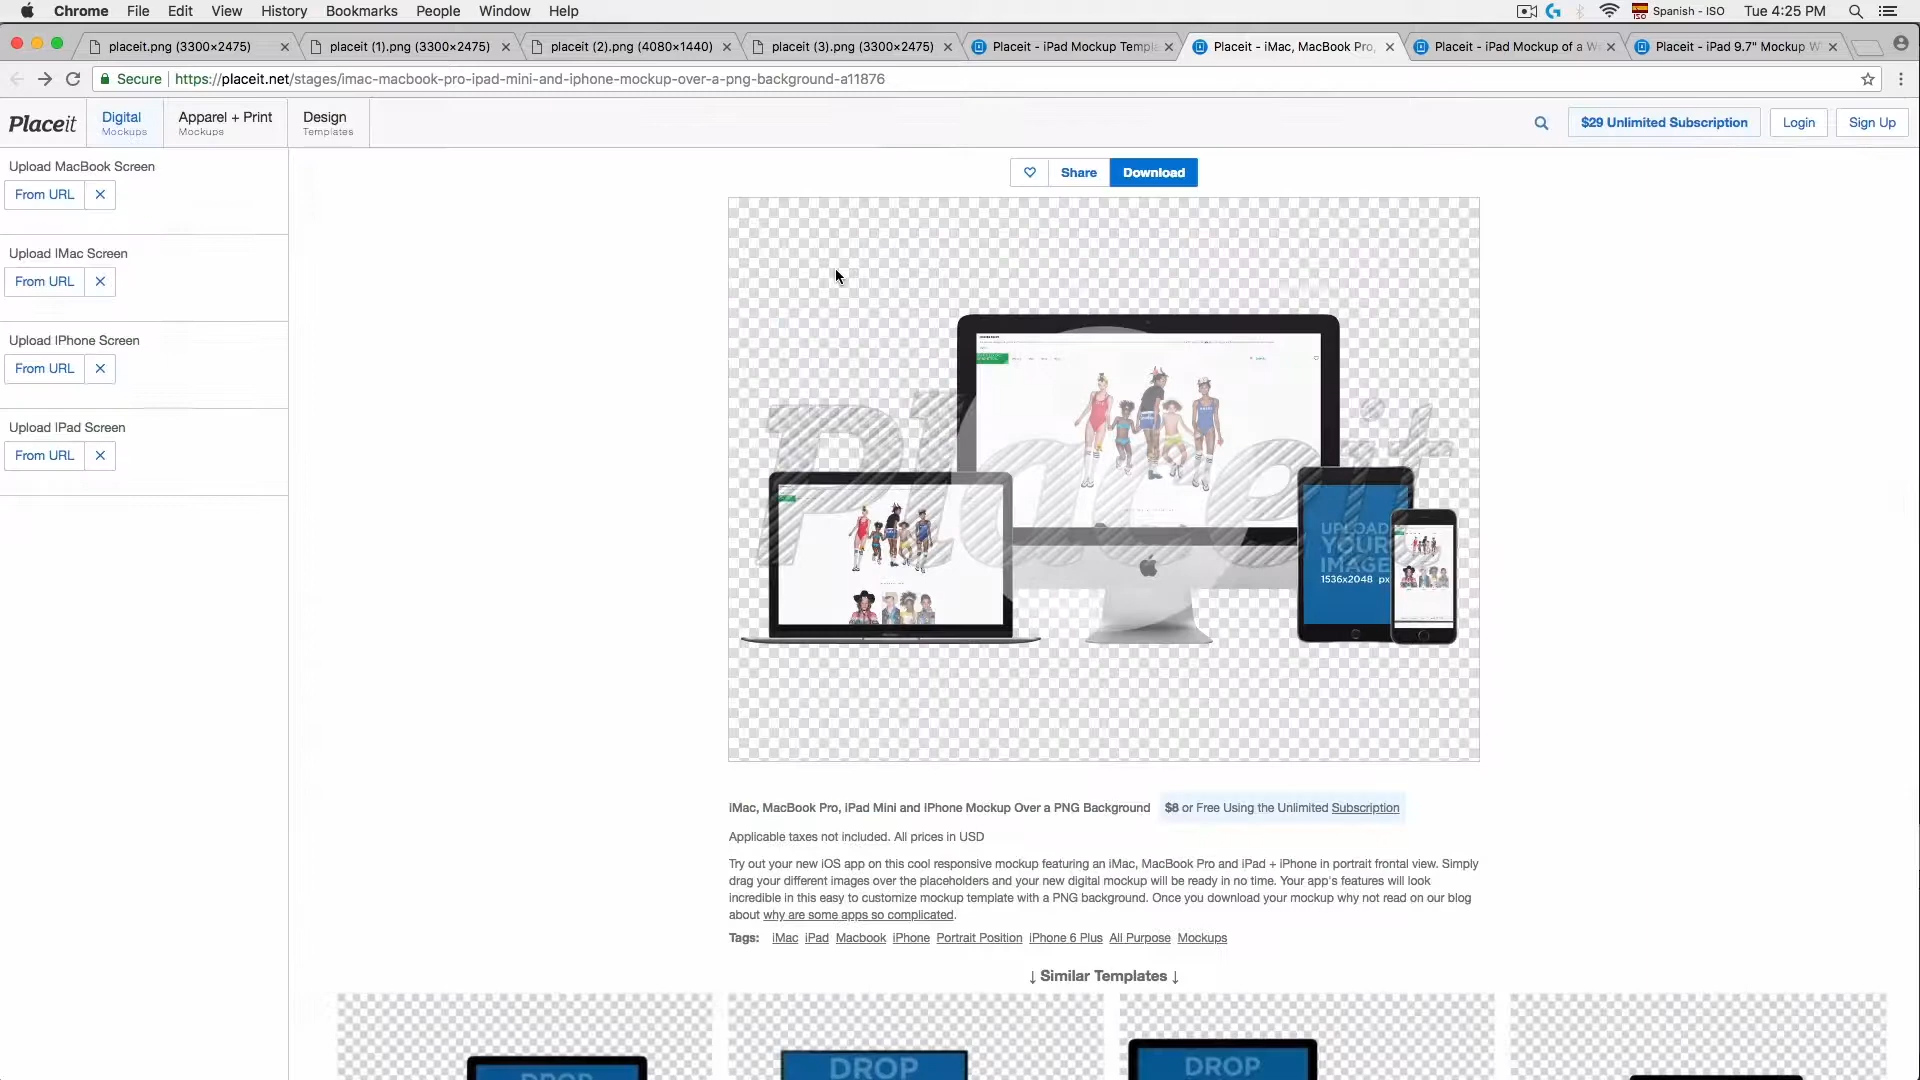 Chrome File Edit View History Bookmarks People Window Help
Spanish - ISO Tue 4:25 PM
placeit.png (3300×2475)
placeit (1).png (3300×2475)
placeit (2).png (4080×1440)
placeit (3).png (3300×2475)
Placeit - iPad Mockup Templa
Placeit - iMac, MacBook Pro,
Placeit - iPad Mockup of a W
Placeit - iPad 9.7" Mockup W
Secure https://placeit.net/stages/imac-macbook-pro-ipad-mini-and-iphone-mockup-over-a-png-background-a11876
Placeit
Digital
Mockups
Apparel + Print
Mockups
Design
Templates
$29 Unlimited Subscription
Login
Sign Up
Upload MacBook Screen
From URL
Upload IMac Screen
From URL
Upload IPhone Screen
From URL
Upload IPad Screen
From URL
Share
Download
Placeit
UPLOAD
YOUR
IMAGE
1536x2048 px
iMac, MacBook Pro, iPad Mini and iPhone Mockup Over a PNG Background
$8 or Free Using the Unlimited Subscription
Applicable taxes not included. All prices in USD
Try out your new iOS app on this cool responsive mockup featuring an iMac, MacBook Pro and iPad + iPhone in portrait frontal view. Simply
drag your different images over the placeholders and your new digital mockup will be ready in no time. Your app's features will look
incredible in this easy to customize mockup template with a PNG background. Once you download your mockup why not read on our blog
about why are some apps so complicated.
Tags: iMac iPad Macbook iPhone Portrait Position iPhone 6 Plus All Purpose Mockups
↓ Similar Templates ↓
DROP
DROP
DROP